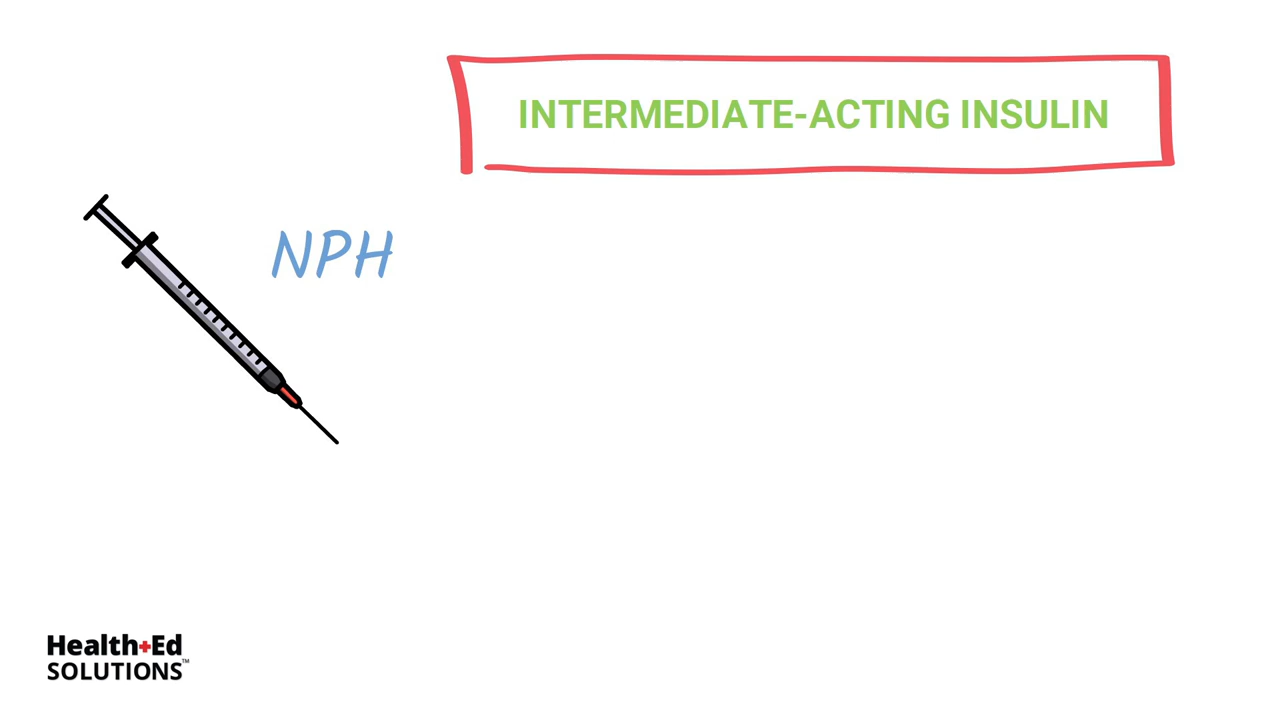 INTERMEDIATE-ACTING INSULIN
NPH
Health+Ed
SOLUTIONS™